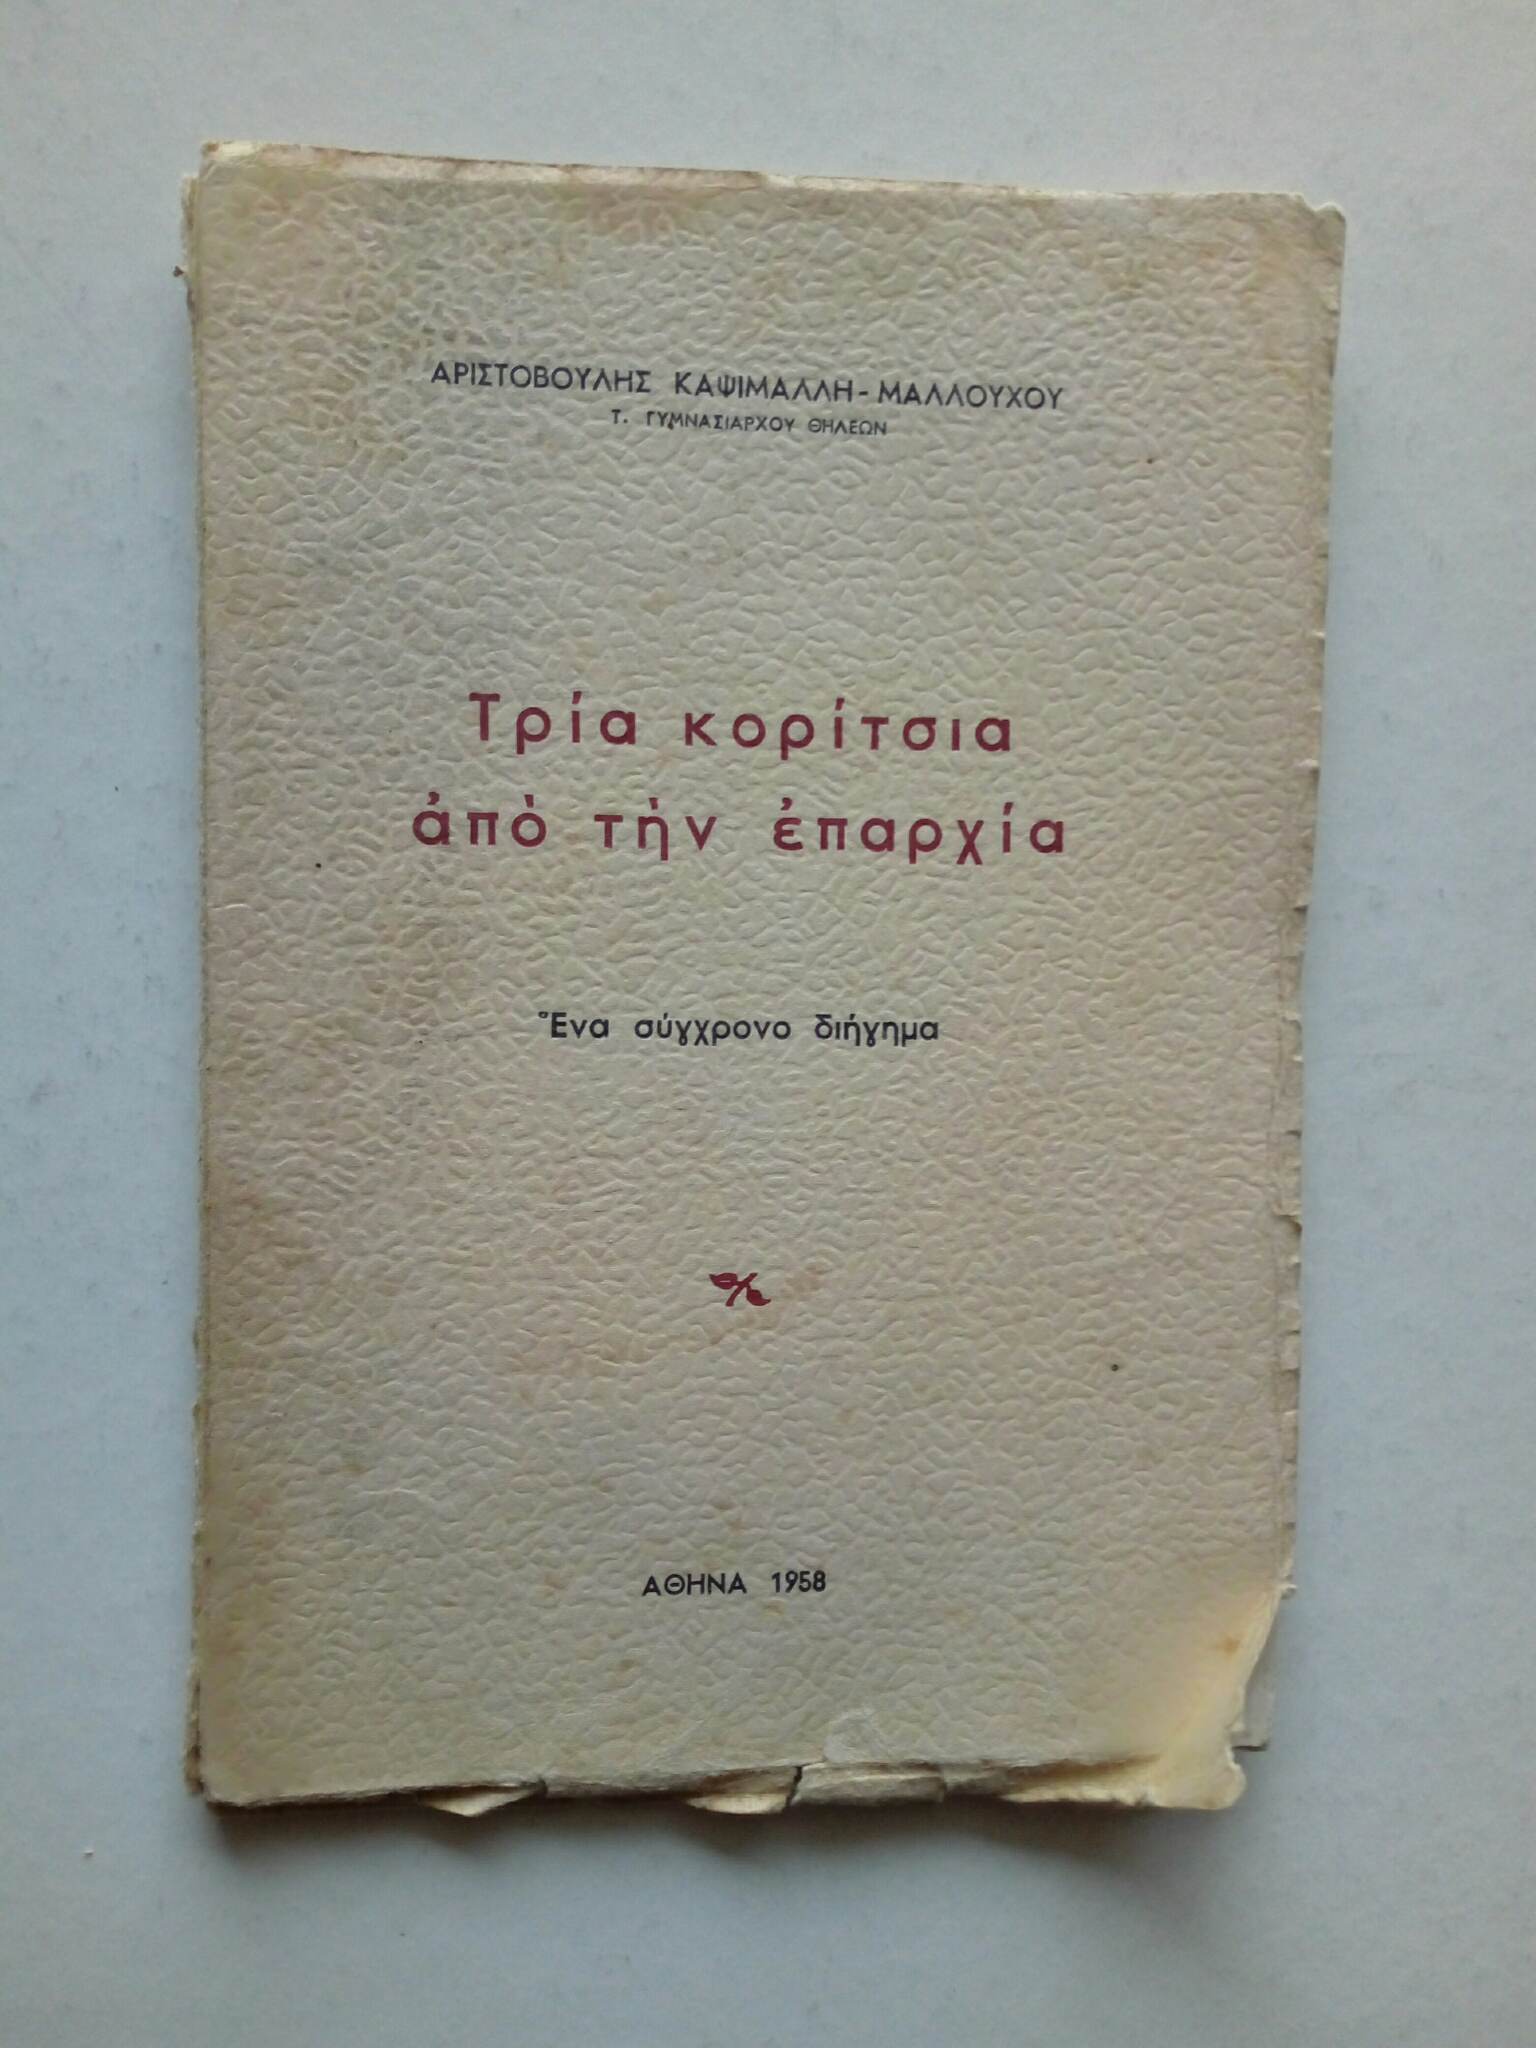 ΑΡΙΣΤΟΒΟΥΛΗΣ ΚΑΨΙΜΑΛΛΗ - ΜΑΛΛΟΥΧΟΥ
Τ. ΓΥΜΝΑΣΙΑΡΧΟΥ ΘΗΛΕΩΝ
Τρία κορίτσια
ἀπὸ τὴν ἐπαρχία
Ἕνα σύγχρονο διήγημα
ΑΘΗΝΑ 1958